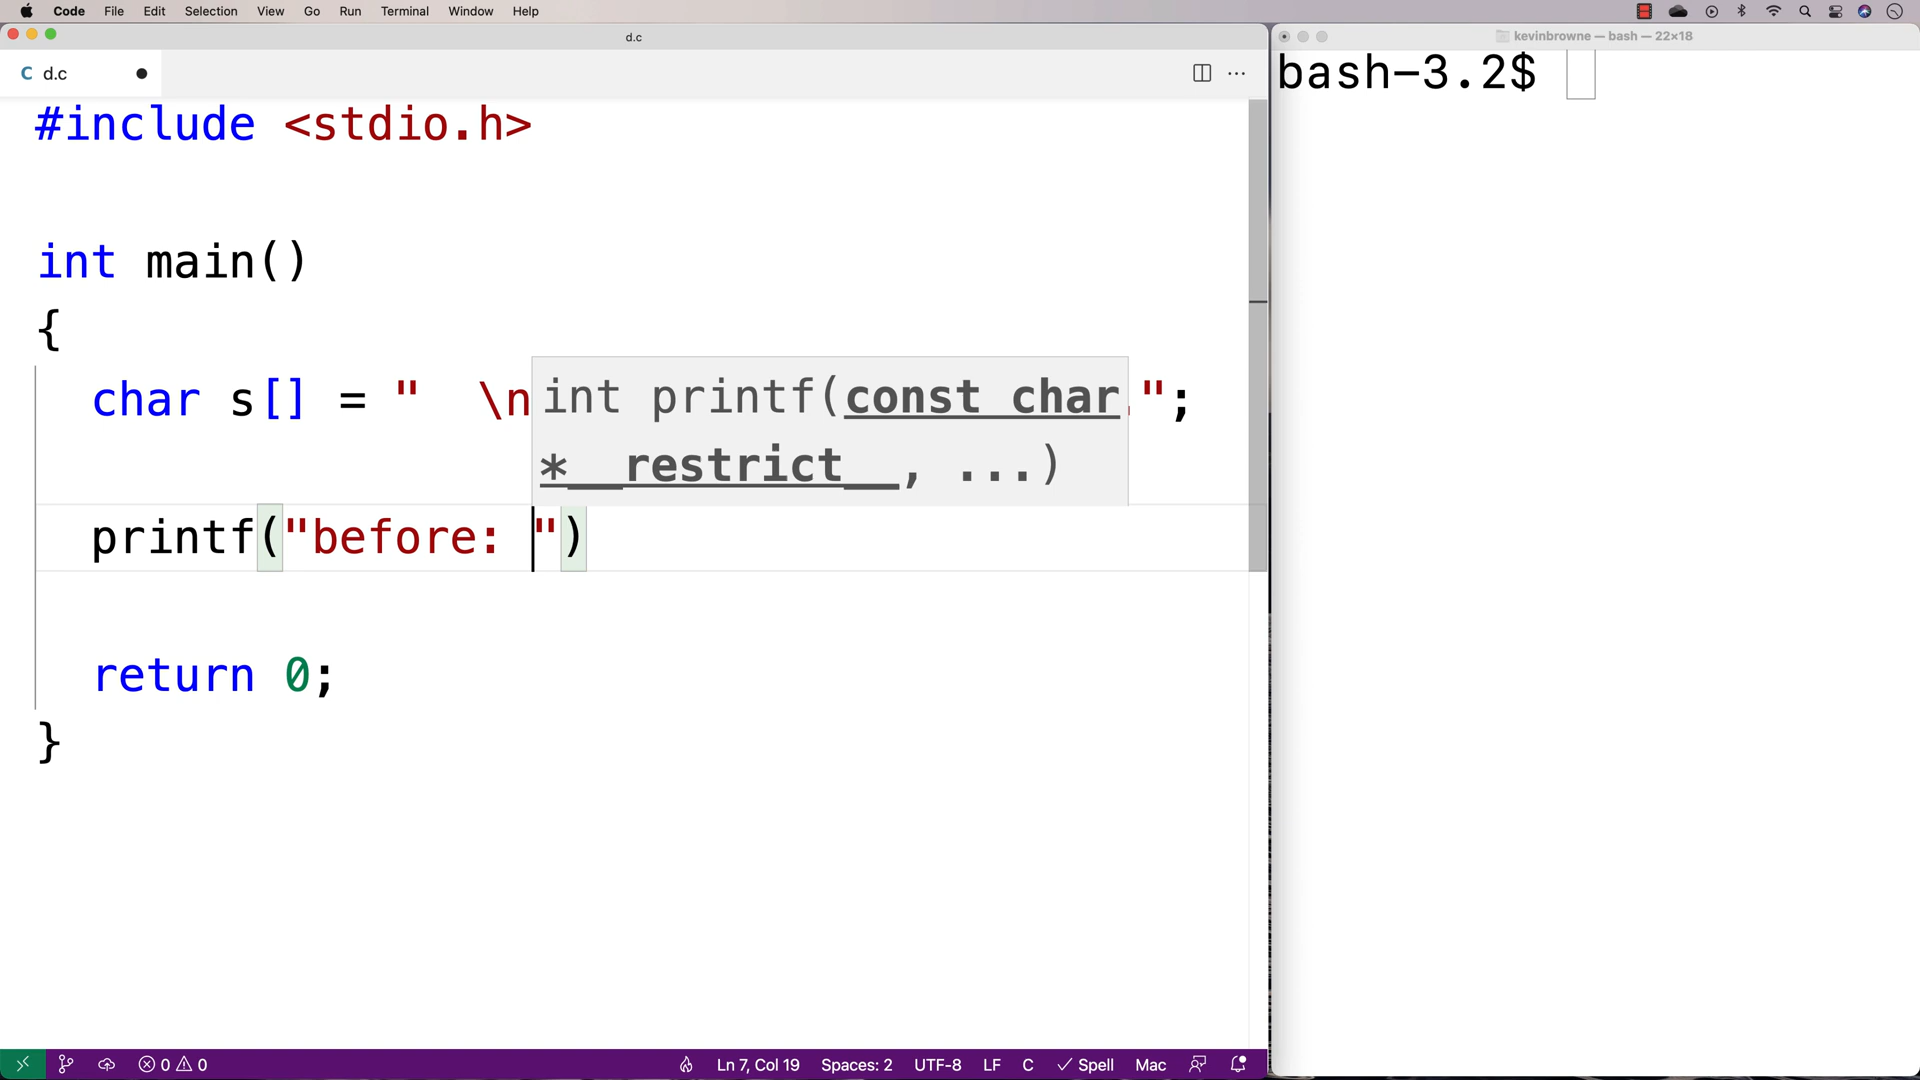 Code File Edit Selection View Go Run Terminal Window Help
d.c
kevinbrowne — bash — 22×18
C d.c
bash-3.2$
#include <stdio.h>
int main()
{
char s[] = "  \n
";
int printf(const char
*__restrict__, ...)
printf("before: ")
return 0;
}
0 0
Ln 7, Col 19 Spaces: 2 UTF-8 LF C Spell Mac